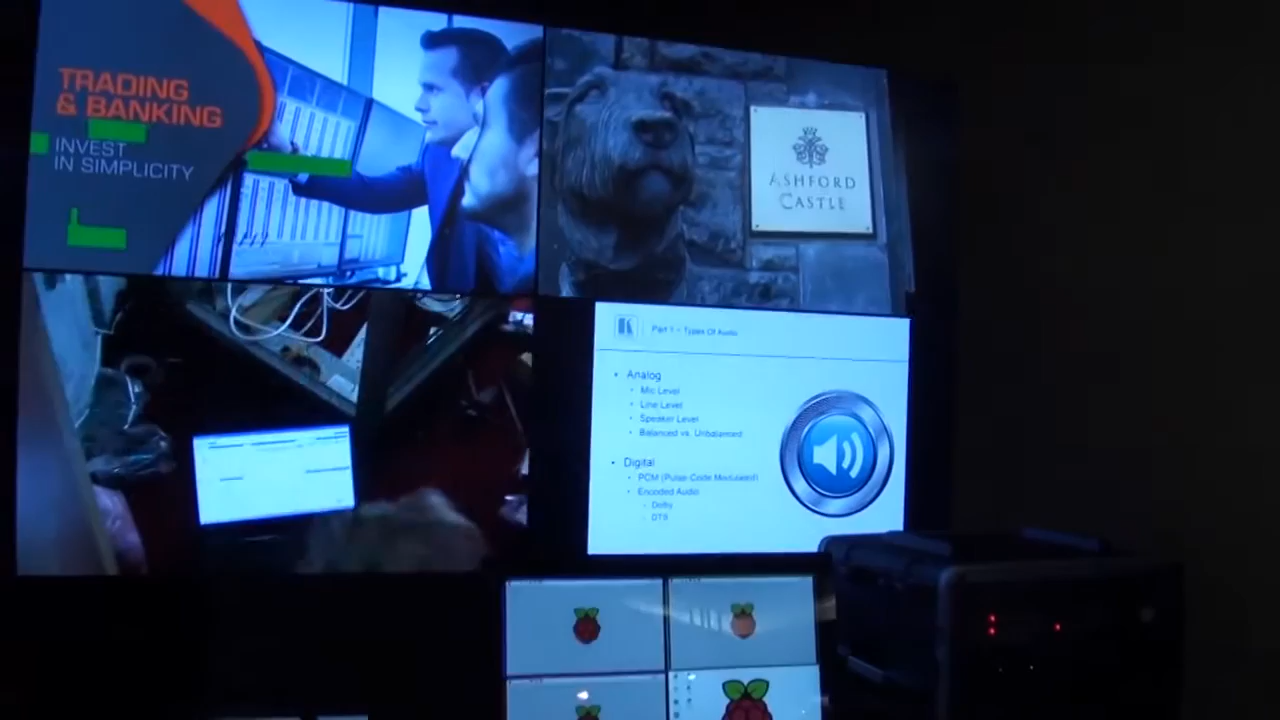 TRADING
& BANKING
INVEST
IN SIMPLICITY
ASHFORD
CASTLE
Part 1 – Types Of Audio
• Analog
• Mic Level
• Line Level
• Speaker Level
• Balanced vs. Unbalanced
• Digital
• PCM (Pulse Code Modulated)
• Encoded Audio
Dolby
DTS